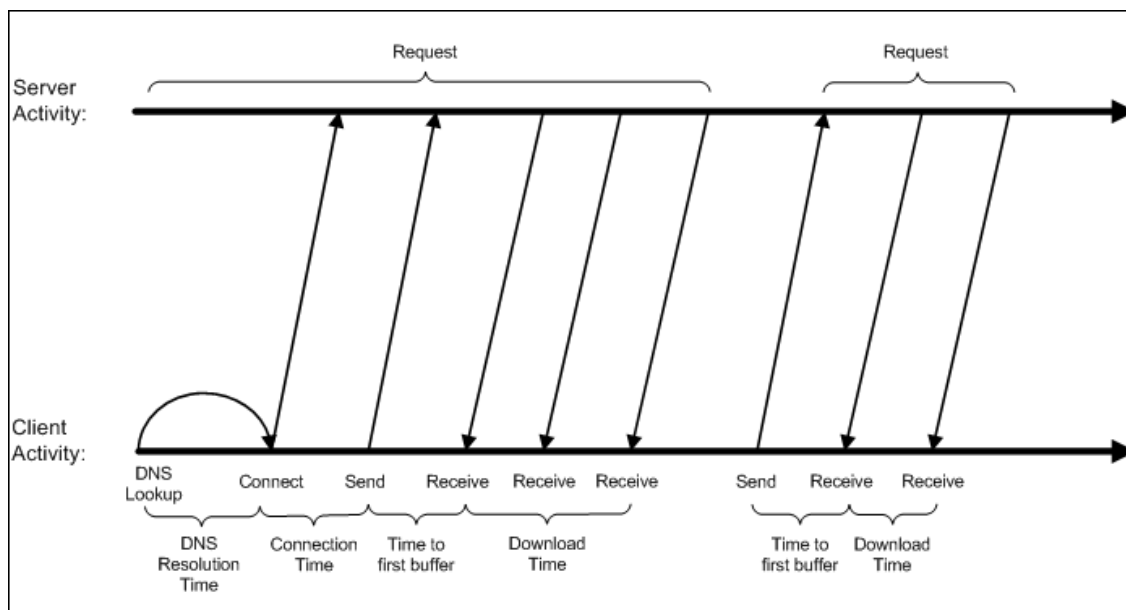 Request
Request
Server
Activity:
Client
Activity:
DNS
Lookup
Connect
Send
Receive
Receive
Receive
Send
Receive
Receive
DNS
Resolution
Time
Connection
Time
Time to
first buffer
Download
Time
Time to
first buffer
Download
Time